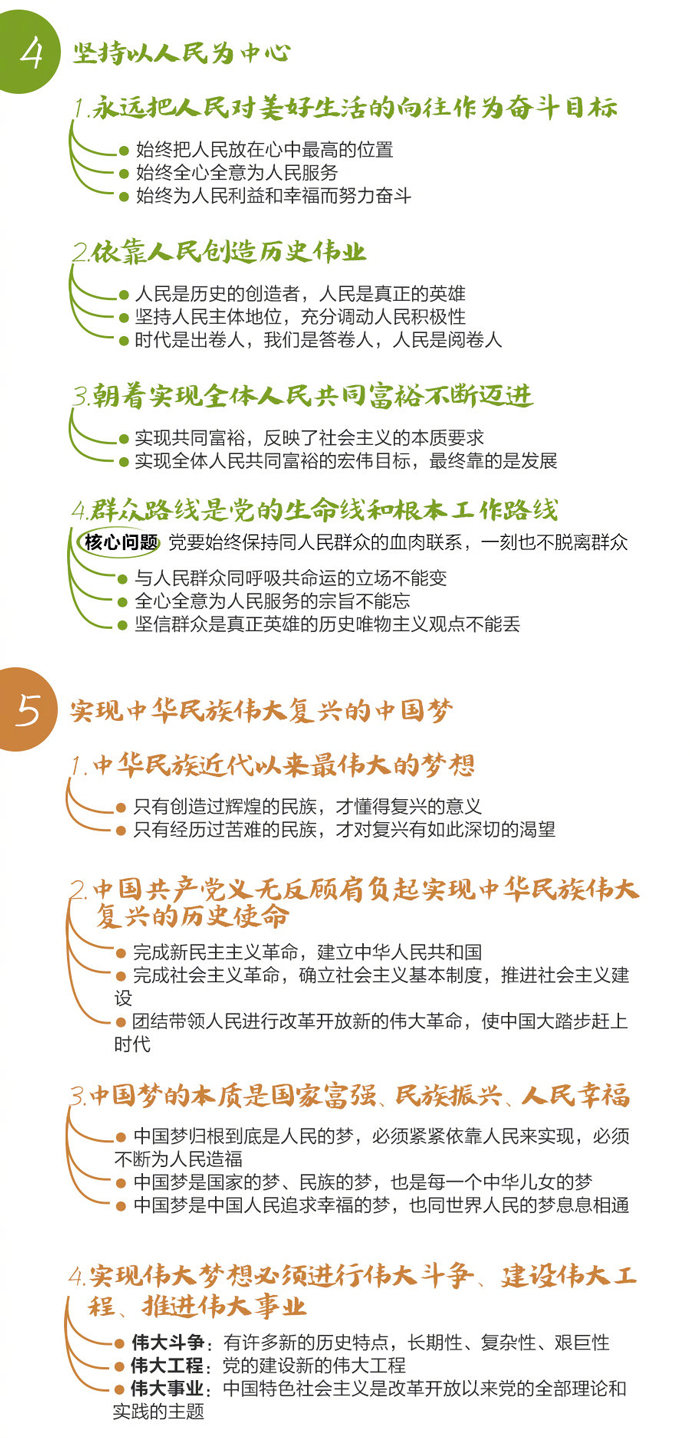 4 坚持以人民为中心
1.永远把人民对美好生活的向往作为奋斗目标
● 始终把人民放在心中最高的位置
● 始终全心全意为人民服务
● 始终为人民利益和幸福而努力奋斗
2.依靠人民创造历史伟业
● 人民是历史的创造者，人民是真正的英雄
● 坚持人民主体地位，充分调动人民积极性
● 时代是出卷人，我们是答卷人，人民是阅卷人
3.朝着实现全体人民共同富裕不断迈进
● 实现共同富裕，反映了社会主义的本质要求
● 实现全体人民共同富裕的宏伟目标，最终靠的是发展
4.群众路线是党的生命线和根本工作路线
核心问题 党要始终保持同人民群众的血肉联系，一刻也不脱离群众
● 与人民群众同呼吸共命运的立场不能变
● 全心全意为人民服务的宗旨不能忘
● 坚信群众是真正英雄的历史唯物主义观点不能丢
5 实现中华民族伟大复兴的中国梦
1.中华民族近代以来最伟大的梦想
● 只有创造过辉煌的民族，才懂得复兴的意义
● 只有经历过苦难的民族，才对复兴有如此深切的渴望
2.中国共产党义无反顾肩负起实现中华民族伟大
复兴的历史使命
● 完成新民主主义革命，建立中华人民共和国
● 完成社会主义革命，确立社会主义基本制度，推进社会主义建
设
● 团结带领人民进行改革开放新的伟大革命，使中国大踏步赶上
时代
3.中国梦的本质是国家富强、民族振兴、人民幸福
● 中国梦归根到底是人民的梦，必须紧紧依靠人民来实现，必须
不断为人民造福
● 中国梦是国家的梦、民族的梦，也是每一个中华儿女的梦
● 中国梦是中国人民追求幸福的梦，也同世界人民的梦息息相通
4.实现伟大梦想必须进行伟大斗争、建设伟大工
程、推进伟大事业
● 伟大斗争：有许多新的历史特点，长期性、复杂性、艰巨性
● 伟大工程：党的建设新的伟大工程
● 伟大事业：中国特色社会主义是改革开放以来党的全部理论和
实践的主题